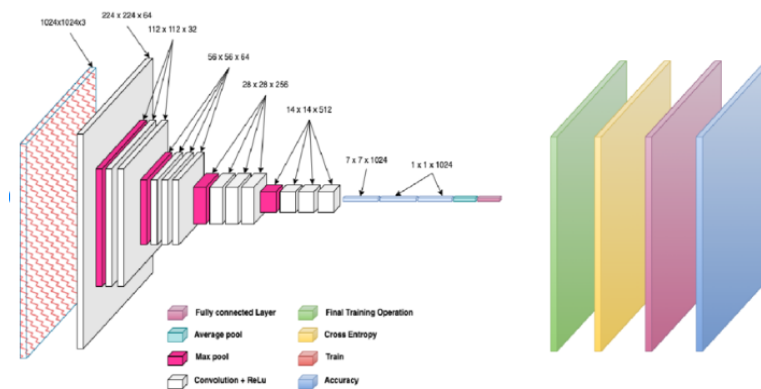 1024x1024x3
224 x 224 x 64
112 x 112 x 32
56 x 56 x 64
28 x 28 x 256
14 x 14 x 512
7 x 7 x 1024
1 x 1 x 1024
Fully connected Layer
Final Training Operation
Average pool
Cross Entropy
Max pool
Train
Convolution + ReLu
Accuracy